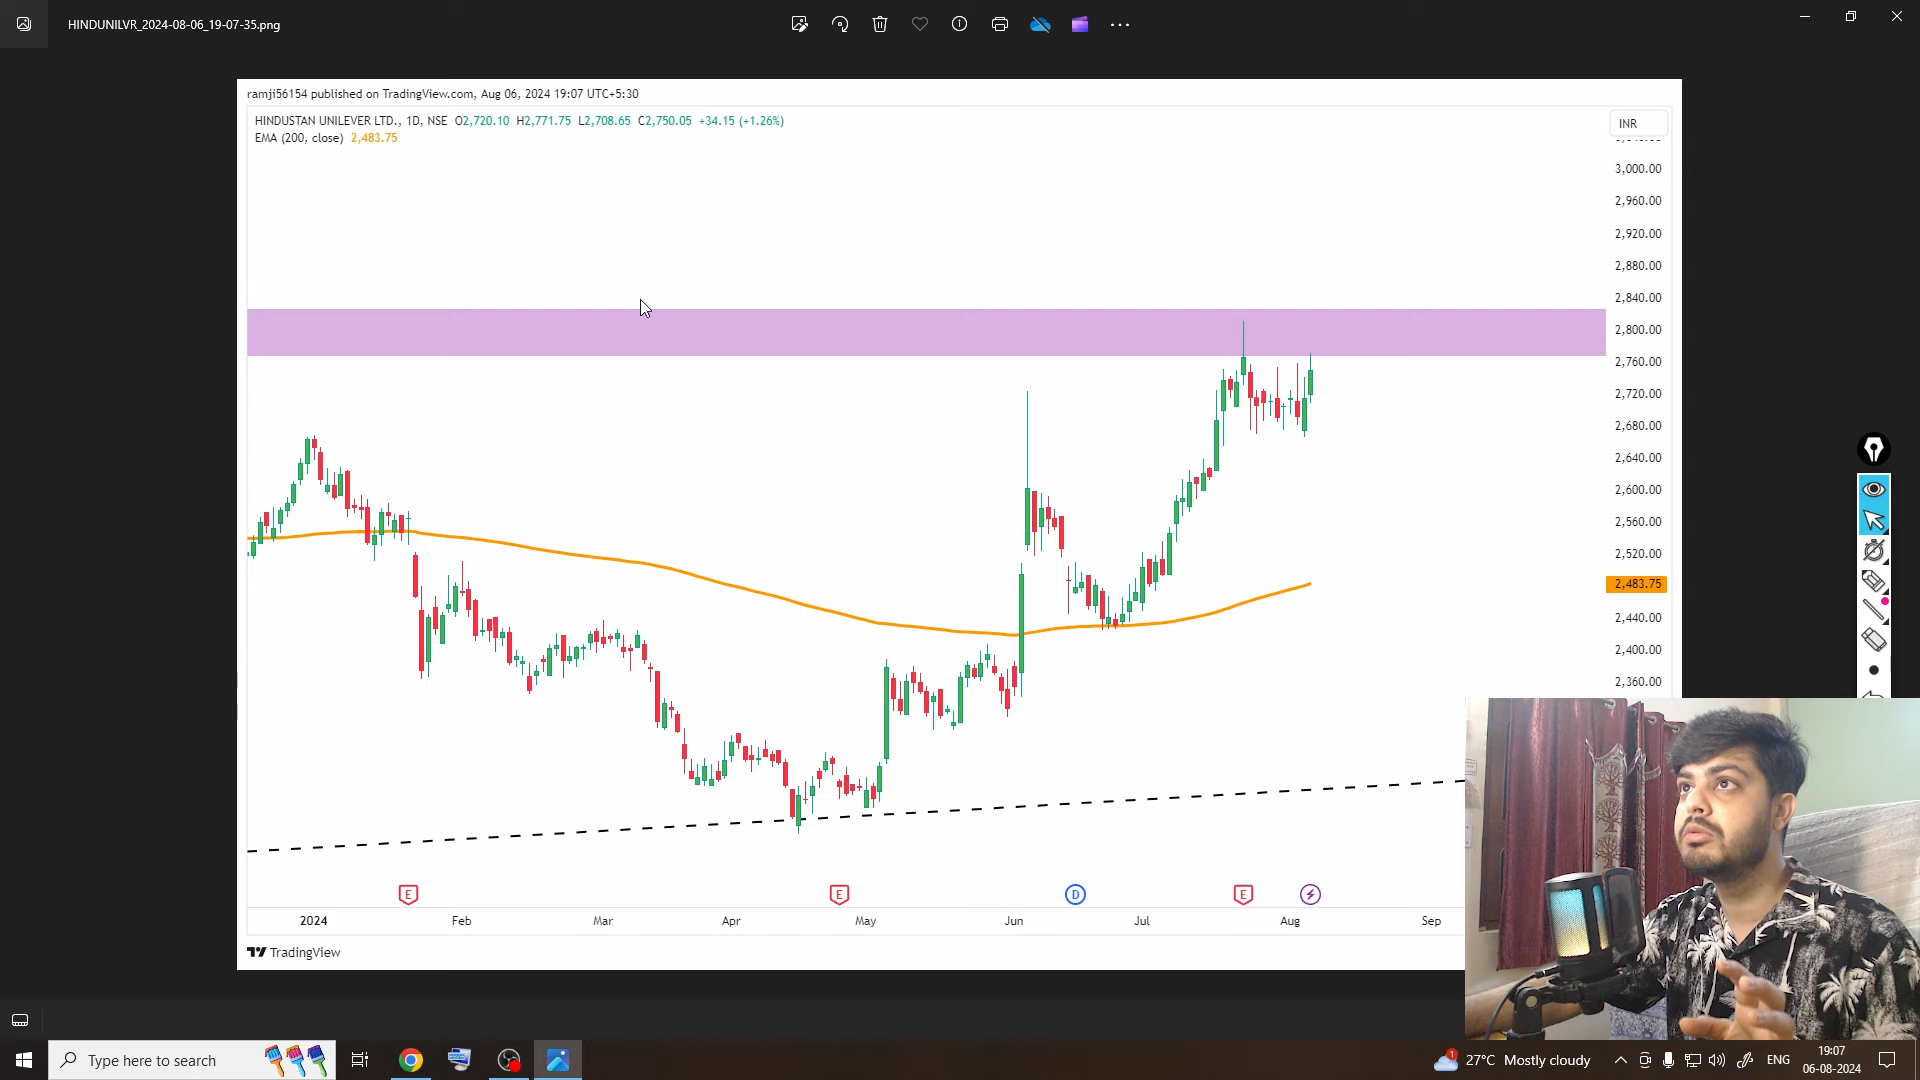 HINDUNILVR_2024-08-06_19-07-35.png
ramji56154 published on TradingView.com, Aug 06, 2024 19:07 UTC+5:30
HINDUSTAN UNILEVER LTD., 1D, NSE O2,720.10 H2,771.75 L2,708.65 C2,750.05 +34.15 (+1.26%)
EMA (200, close) 2,483.75
INR
3,000.00
2,960.00
2,920.00
2,880.00
2,840.00
2,800.00
2,760.00
2,720.00
2,680.00
2,640.00
2,600.00
2,560.00
2,520.00
2,483.75
2,440.00
2,400.00
2,360.00
E E D E
2024 Feb Mar Apr May Jun Jul Aug Sep
TradingView
Type here to search
1 27°C Mostly cloudy
ENG
19:07
06-08-2024